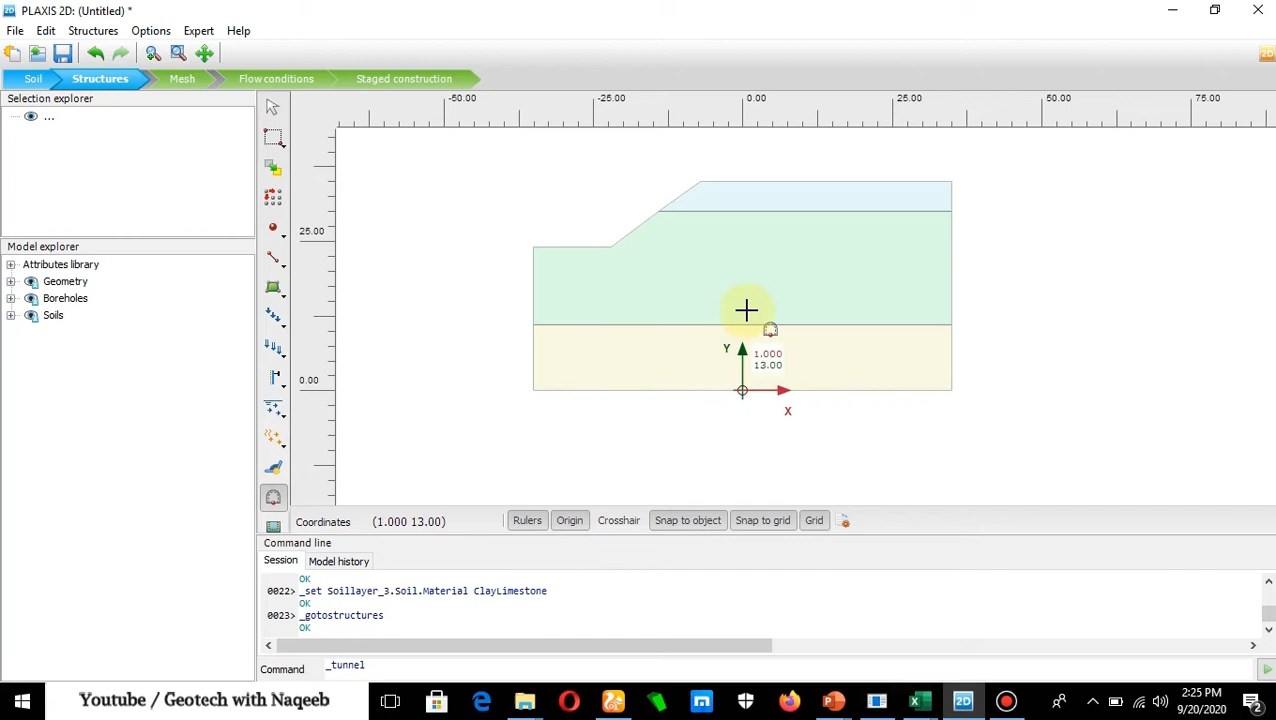 PLAXIS 2D: (Untitled) *
File Edit Structures Options Expert Help
Soil Structures Mesh Flow conditions Staged construction
Selection explorer
...
Model explorer
Attributes library
Geometry
Boreholes
Soils
-50.00 -25.00 0.00 25.00 50.00 75.00
25.00
0.00
Y
1.000
13.00
X
Coordinates (1.000 13.00) Rulers Origin Crosshair Snap to object Snap to grid Grid
Command line
Session Model history
OK
0022> _set Soillayer_3.Soil.Material ClayLimestone
OK
0023> _gotostructures
OK
Command _tunnel
Youtube / Geotech with Naqeeb
2:25 PM
9/20/2020
2